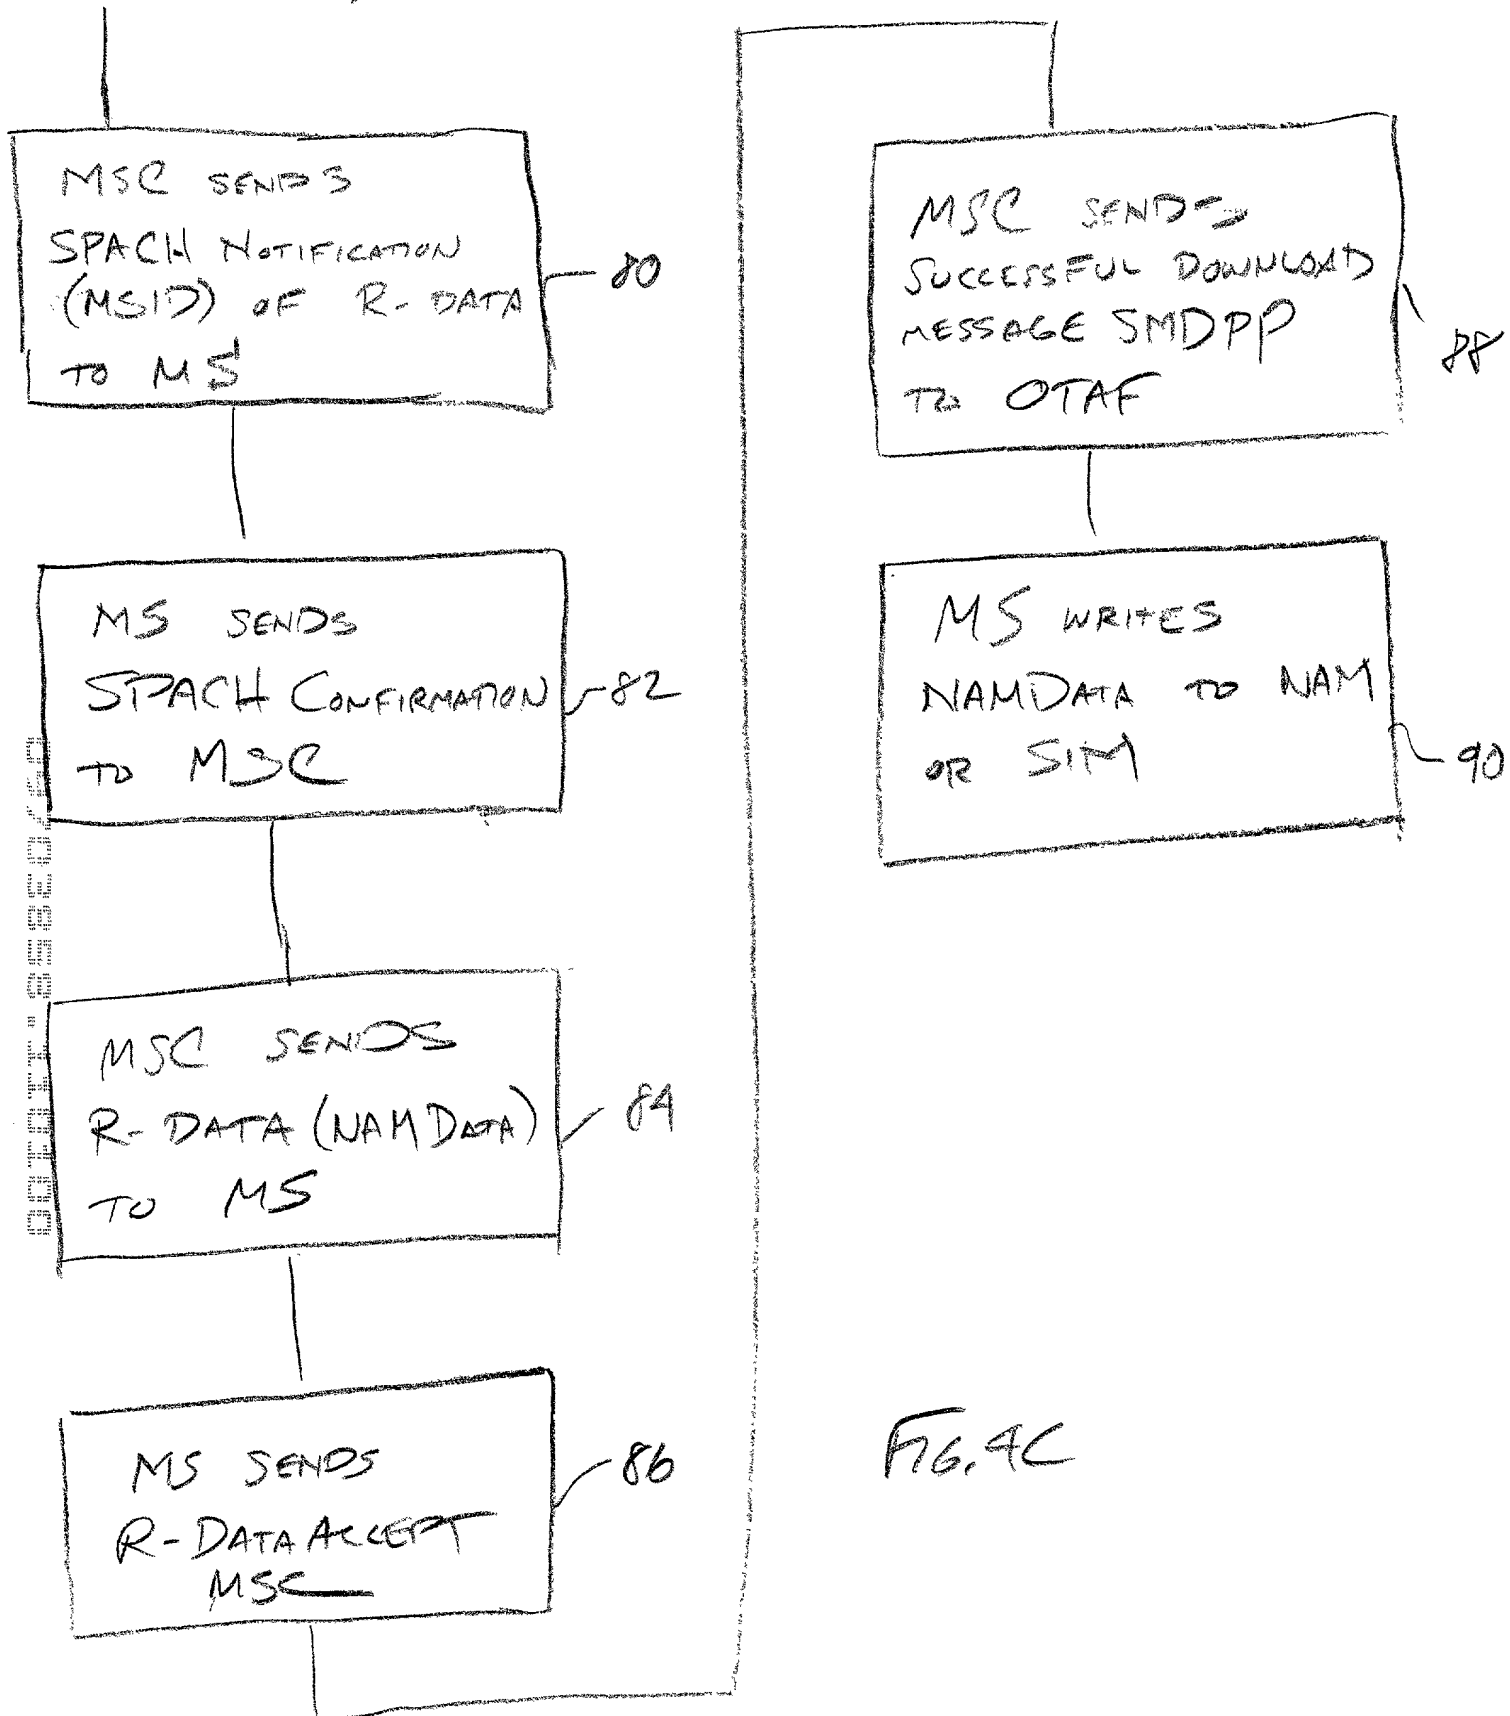 MSC SENDS
SPACH NOTIFICATION
(MSID) OF R-DATA
TO MS
80
MS SENDS
SPACH CONFIRMATION
TO MSC
82
MSC SENDS
R-DATA (NAMDATA)
TO MS
84
MS SENDS
R-DATA ACCEPT
MSC
86
MSC SENDS
SUCCESSFUL DOWNLOAD
MESSAGE SMDPP
TO OTAF
88
MS WRITES
NAMDATA TO NAM
OR SIM
90
FIG. 4C